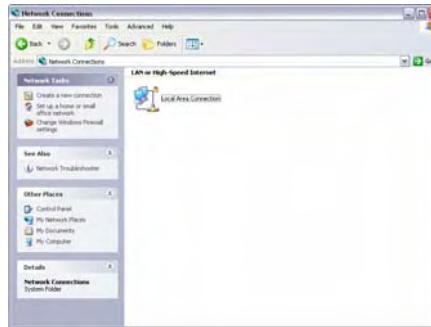 Network Connections
File Edit View Favorites Tools Advanced Help
Back Search Folders
Address Network Connections Go
Network Tasks
Create a new connection
Set up a home or small
office network
Change Windows Firewall
settings
See Also
Network Troubleshooter
Other Places
Control Panel
My Network Places
My Documents
My Computer
Details
Network Connections
System Folder
LAN or High-Speed Internet
Local Area Connection